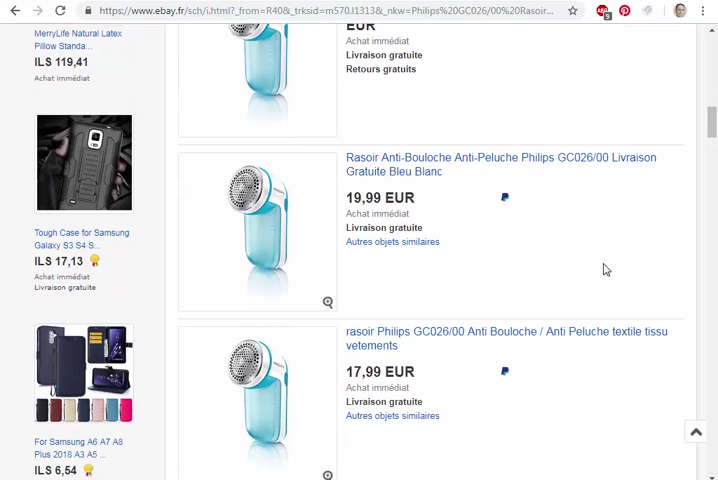 https://www.ebay.fr/sch/i.html?_from=R40&_trksid=m570.l1313&_nkw=Philips%20GC026/00%20Rasoir...
9
MerryLife Natural Latex
Pillow Standa...
ILS 119,41
Achat immédiat
Tough Case for Samsung
Galaxy S3 S4 S...
ILS 17,13
Achat immédiat
Livraison gratuite
For Samsung A6 A7 A8
Plus 2018 A3 A5 ...
ILS 6,54
EUR
Achat immédiat
Livraison gratuite
Retours gratuits
Rasoir Anti-Bouloche Anti-Peluche Philips GC026/00 Livraison
Gratuite Bleu Blanc
19,99 EUR
Achat immédiat
Livraison gratuite
Autres objets similaires
rasoir Philips GC026/00 Anti Bouloche / Anti Peluche textile tissu
vetements
17,99 EUR
Achat immédiat
Livraison gratuite
Autres objets similaires